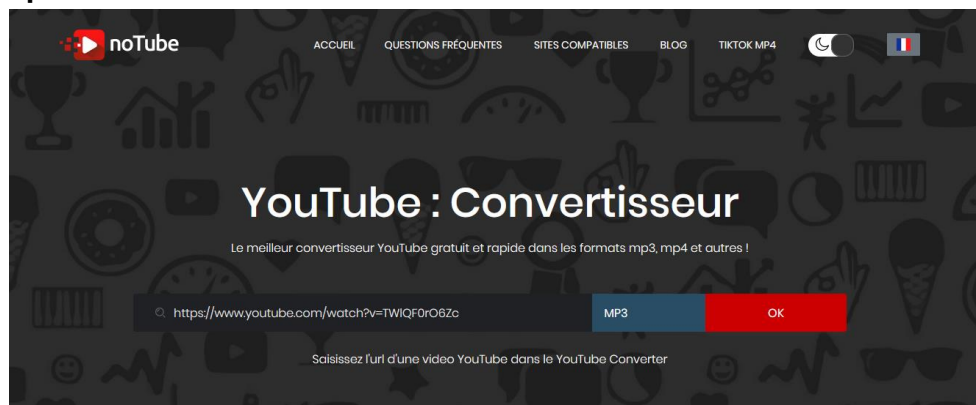 noTube
ACCUEIL QUESTIONS FRÉQUENTES SITES COMPATIBLES BLOG TIKTOK MP4
YouTube : Convertisseur
Le meilleur convertisseur YouTube gratuit et rapide dans les formats mp3, mp4 et autres !
https://www.youtube.com/watch?v=TWlQF0rO6Zc MP3 OK
Saisissez l'url d'une video YouTube dans le YouTube Converter